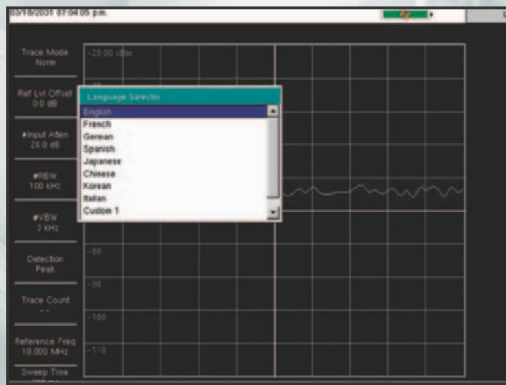 03/18/2031 07:04:05 pm.
Trace Mode
Norm
-20.00 dBm
Ref Lvl Offset
0.0 dB
#Input Atten
20.0 dB
#RBW
100 kHz
#VBW
3 kHz
Detection
Peak
Trace Count
--
Reference Freq
10.000 MHz
Sweep Time
Language Selector
English
French
German
Spanish
Japanese
Chinese
Korean
Italian
Custom 1
-80
-90
-100
-110